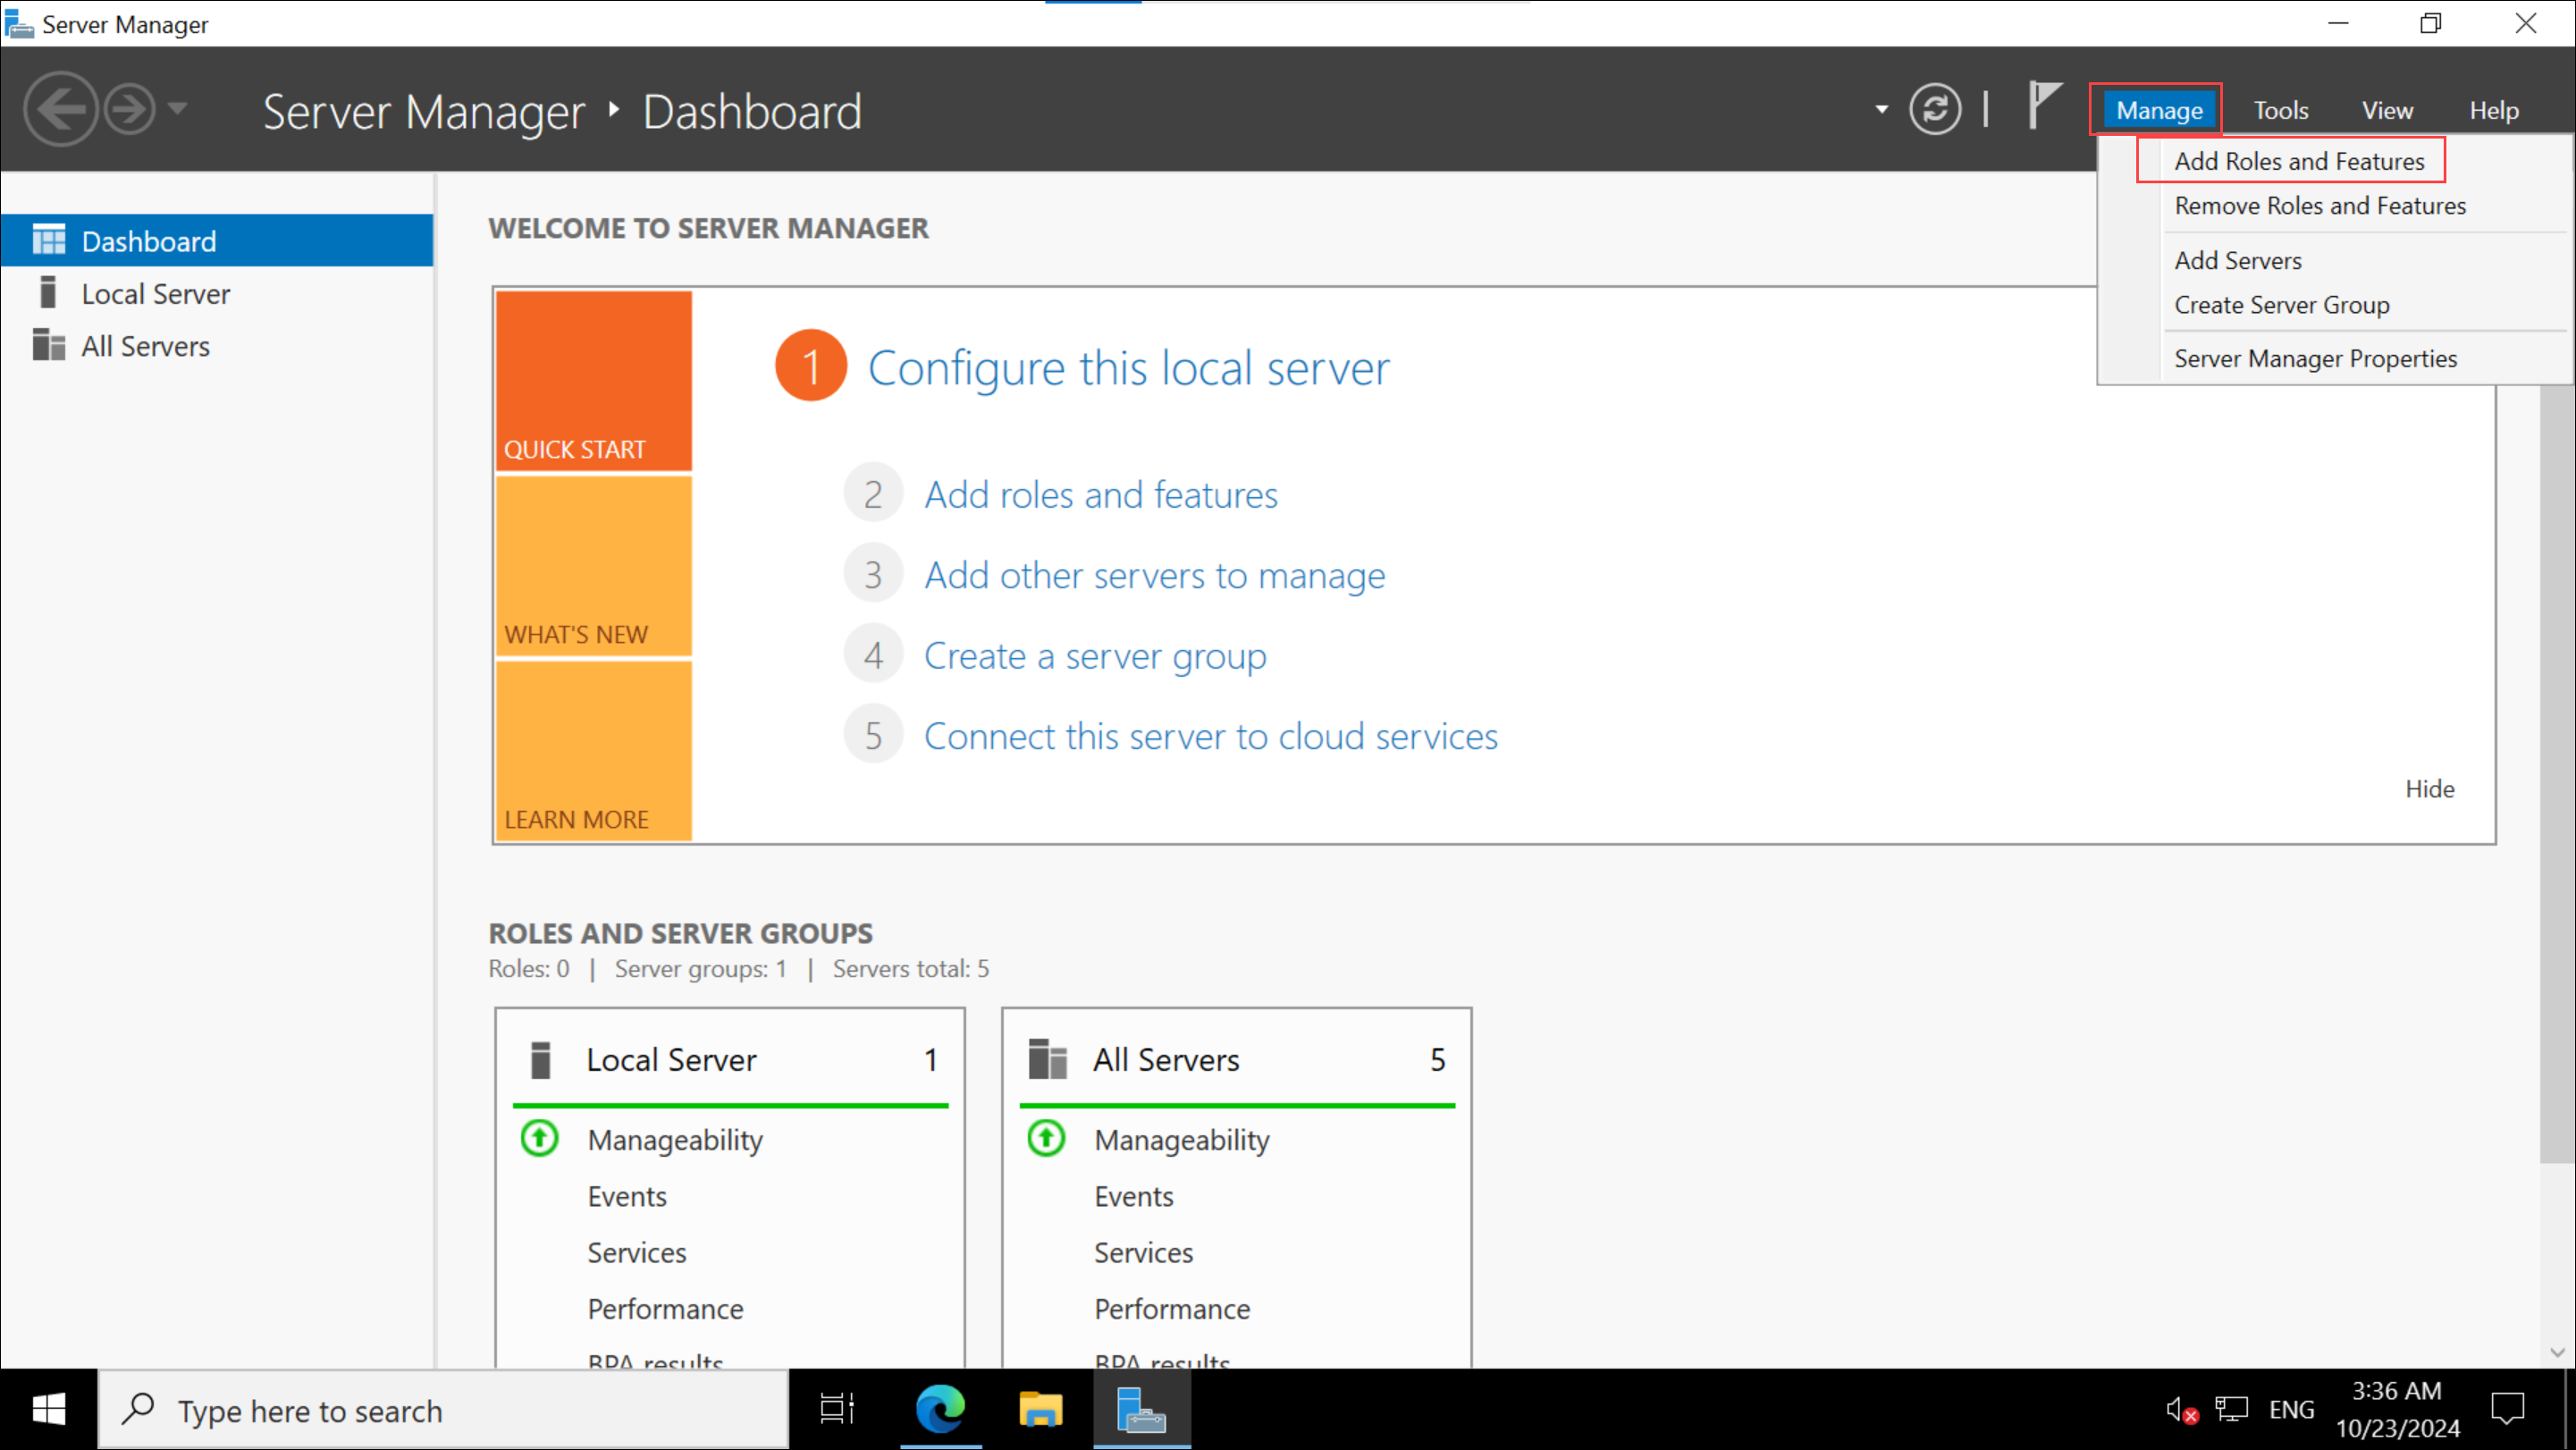 Server Manager
Server Manager ‣ Dashboard
Manage Tools View Help
Add Roles and Features
Remove Roles and Features
Add Servers
Create Server Group
Server Manager Properties
Dashboard
Local Server
All Servers
WELCOME TO SERVER MANAGER
QUICK START
WHAT'S NEW
LEARN MORE
1 Configure this local server
2 Add roles and features
3 Add other servers to manage
4 Create a server group
5 Connect this server to cloud services
Hide
ROLES AND SERVER GROUPS
Roles: 0 | Server groups: 1 | Servers total: 5
Local Server 1
Manageability
Events
Services
Performance
BPA results
All Servers 5
Manageability
Events
Services
Performance
BPA results
Type here to search
ENG
3:36 AM
10/23/2024